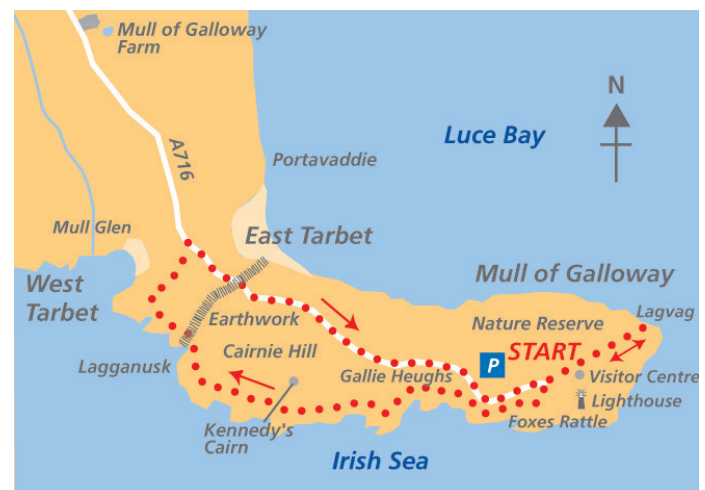 Mull of Galloway
Farm
N
Luce Bay
A716
Portavaddie
Mull Glen
East Tarbet
West
Tarbet
Mull of Galloway
Earthwork
Nature Reserve
Lagvag
Cairnie Hill
START
P
Lagganusk
Gallie Heughs
Visitor Centre
Lighthouse
Kennedy's
Cairn
Foxes Rattle
Irish Sea